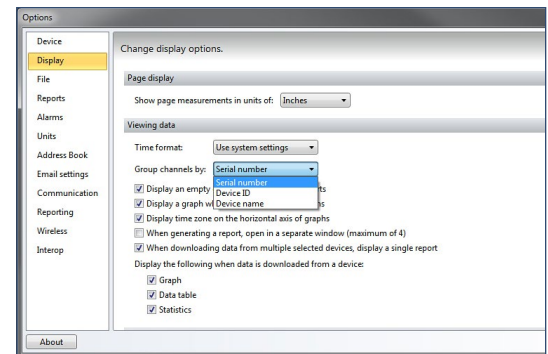 Options
Device
Display
File
Reports
Alarms
Units
Address Book
Email settings
Communication
Reporting
Wireless
Interop
About
Change display options.
Page display
Show page measurements in units of: Inches
Viewing data
Time format: Use system settings
Group channels by: Serial number
Serial number
Device ID
Device name
Display an empty
Display a graph
Display time zone on the horizontal axis of graphs
When generating a report, open in a separate window (maximum of 4)
When downloading data from multiple selected devices, display a single report
Display the following when data is downloaded from a device:
Graph
Data table
Statistics